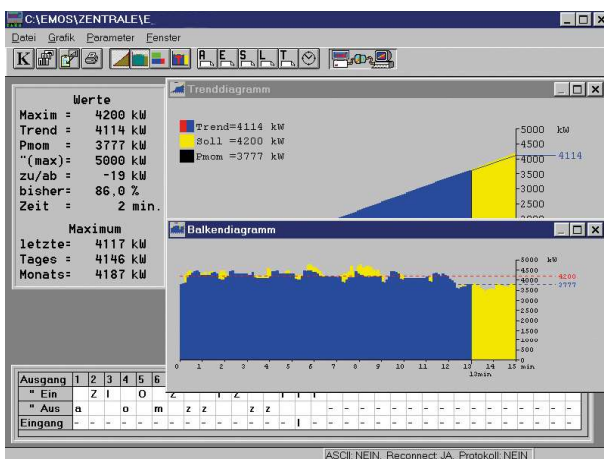 C:\EMOS\ZENTRALE\E_
Datei Grafik Parameter Fenster
K A E S L T
Werte
Maxim = 4200 kW
Trend = 4114 kW
Pmom = 3777 kW
"(max)= 5000 kW
zu/ab = -19 kW
bisher= 86,0 %
Zeit = 2 min.
Maximum
letzte= 4117 kW
Tages = 4146 kW
Monats= 4187 kW
Trenddiagramm
Trend=4114 kW
Soll =4200 kW
Pmom =3777 kW
5000 kW
4500
4114
4000
3500
3000
2500
Balkendiagramm
5000 kW
4500
4200
4000
3777
3500
3000
2500
2000
1500
1000
500
0 1 2 3 4 5 6 7 8 9 10 11 12 13 14 15 min
13min
Ausgang 1 2 3 4 5 6
" Ein Z I O
" Aus a o m z z z z - - - - - - - - - - - - -
Eingang - - - - - - - - - - - I - - - - - - - - - - - - - -
ASCII: NEIN, Reconnect JA, Protokoll: NEIN